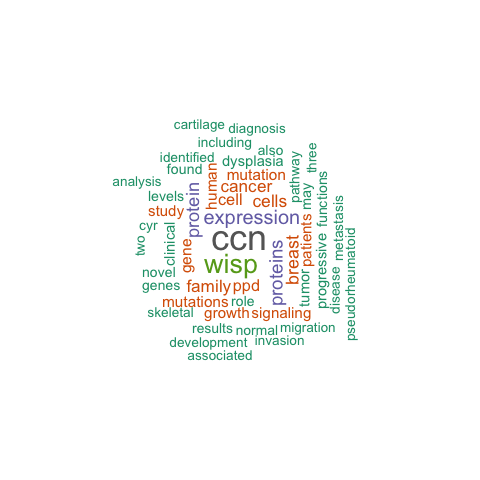 cartilage
diagnosis
including
also
identified
dysplasia
found
three
pathway
human
mutation
analysis
cancer
levels
protein
cell
cells
may
functions
study
expression
cyr
clinical
ccn
breast
patients
metastasis
two
gene
wisp
proteins
tumor
progressive
disease
pseudorheumatoid
novel
genes
family
ppd
mutations
role
skeletal
growth
signaling
results
normal
migration
development
invasion
associated